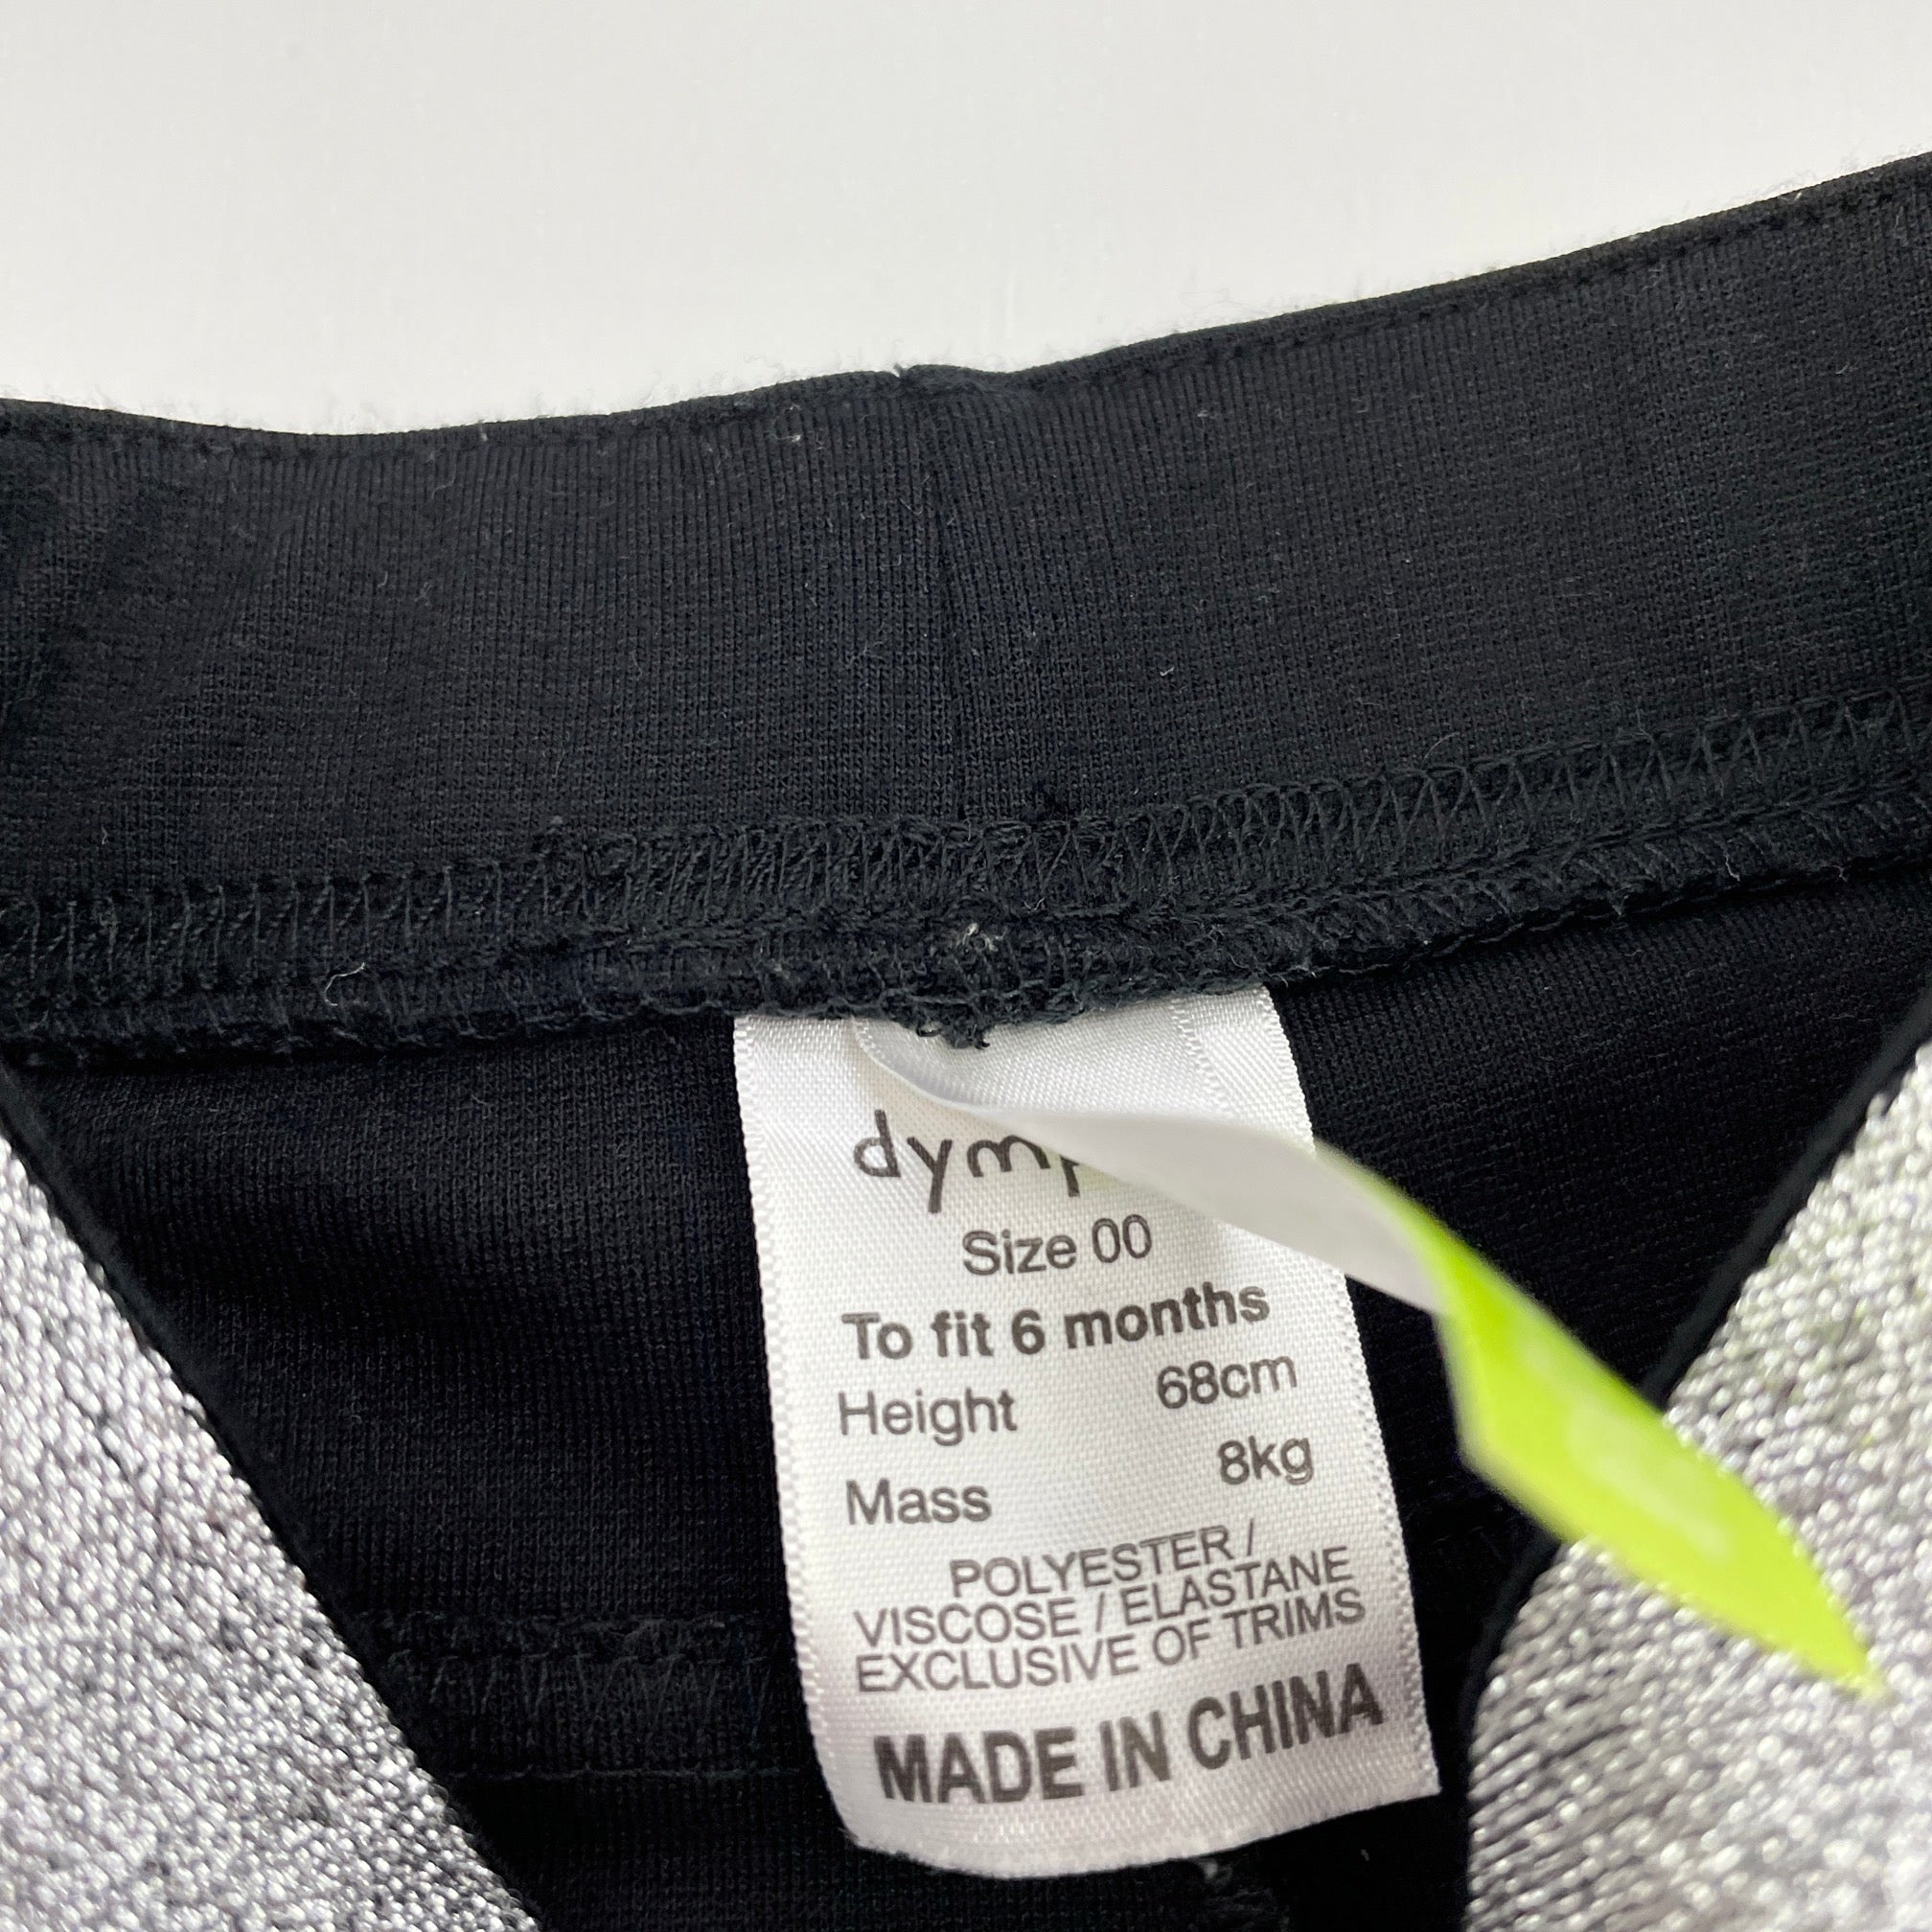 Size 00
To fit 6 months
Height 68cm
Mass 8kg
POLYESTER /
VISCOSE / ELASTANE
EXCLUSIVE OF TRIMS
MADE IN CHINA